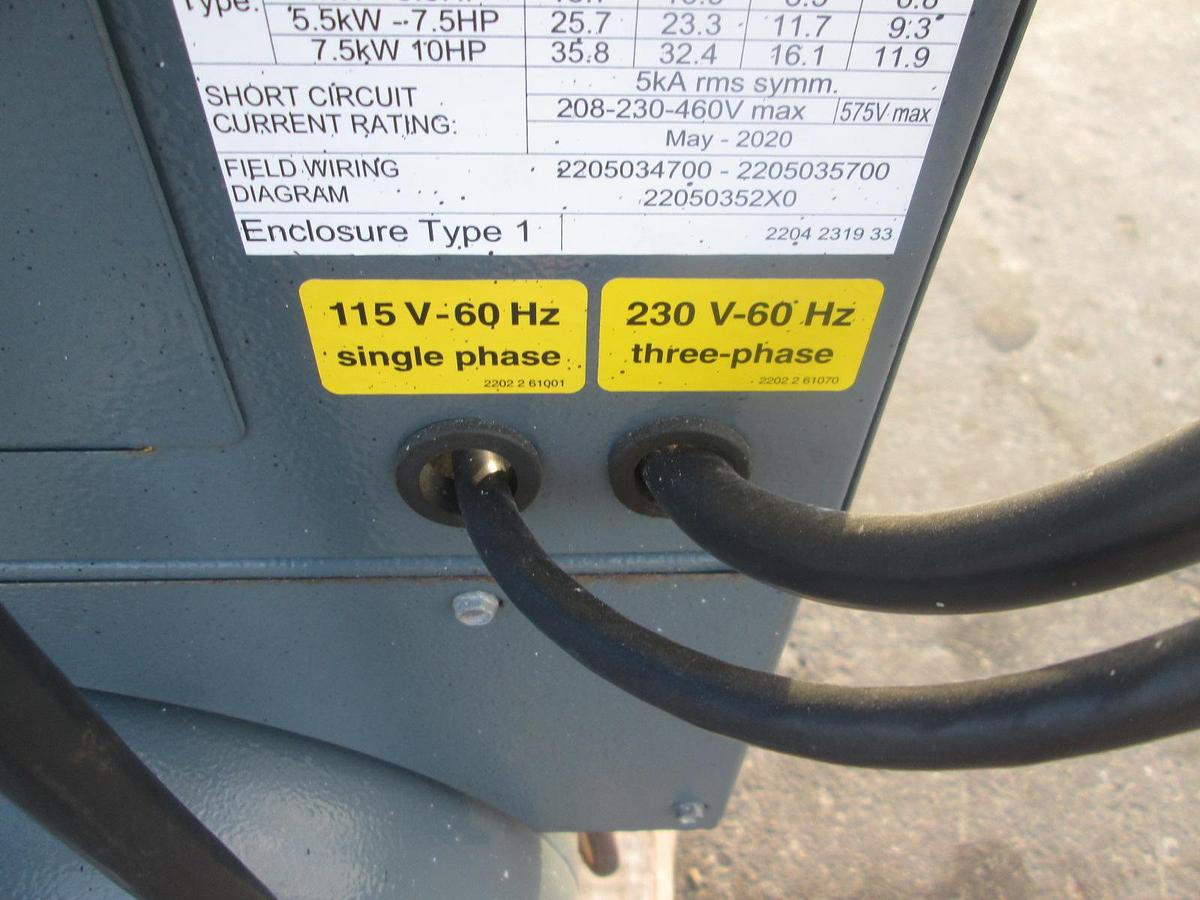 Type:
5.5kW -- 7.5HP 25.7 23.3 11.7 9.3
7.5kW 10HP 35.8 32.4 16.1 11.9
5kA rms symm.
SHORT CIRCUIT
CURRENT RATING:
208-230-460V max 575V max
May - 2020
FIELD WIRING
DIAGRAM
2205034700 - 2205035700
22050352X0
Enclosure Type 1 2204 2319 33
115 V-60 Hz
single phase
2202 2 61001
230 V-60 Hz
three-phase
2202 2 61070